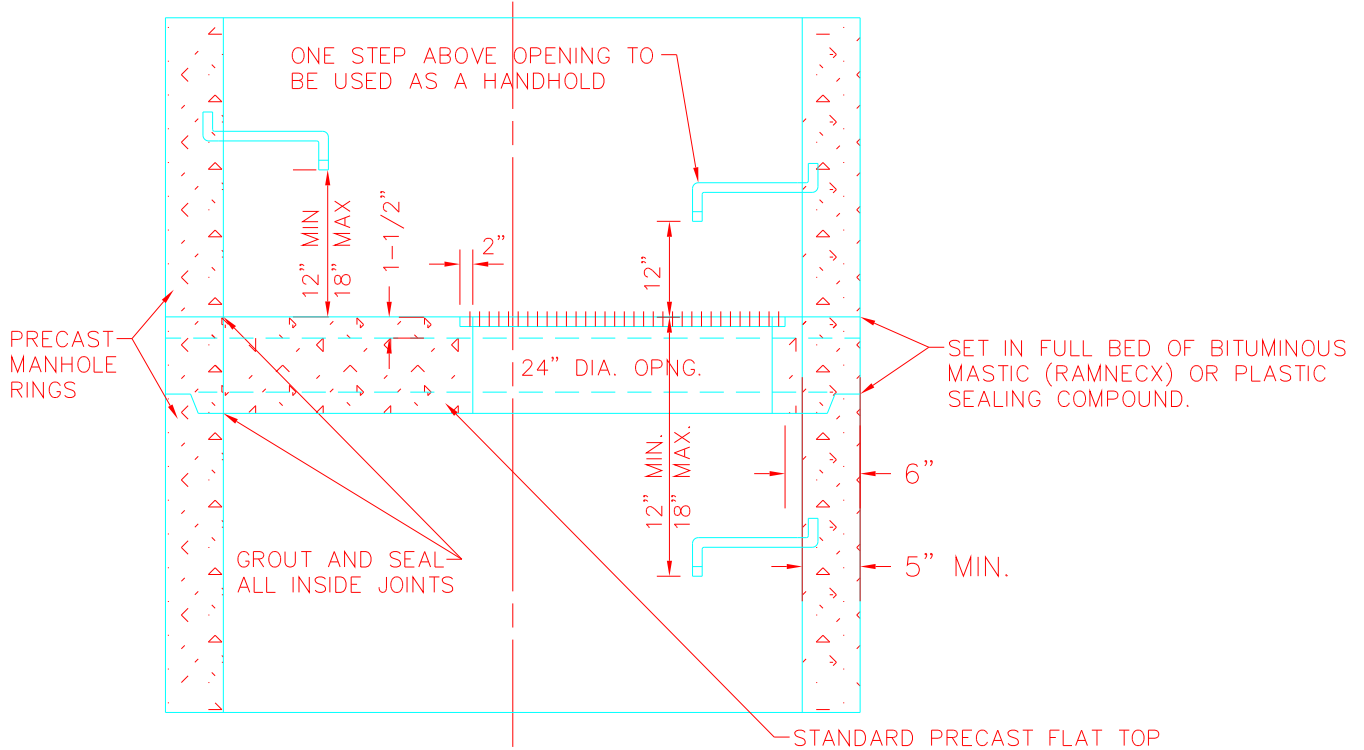 ONE STEP ABOVE OPENING TO
BE USED AS A HANDHOLD
12" MIN
18" MAX
1-1/2"
2"
12"
PRECAST
MANHOLE
RINGS
24" DIA. OPNG.
SET IN FULL BED OF BITUMINOUS
MASTIC (RAMNECX) OR PLASTIC
SEALING COMPOUND.
12" MIN.
18" MAX.
6"
5" MIN.
GROUT AND SEAL
ALL INSIDE JOINTS
STANDARD PRECAST FLAT TOP